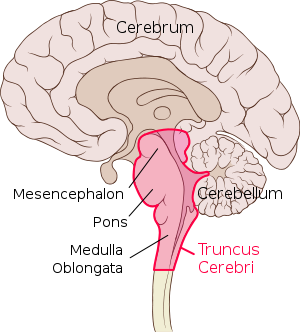 Cerebrum
Mesencephalon
Cerebellum
Pons
Medulla
Oblongata
Truncus
Cerebri